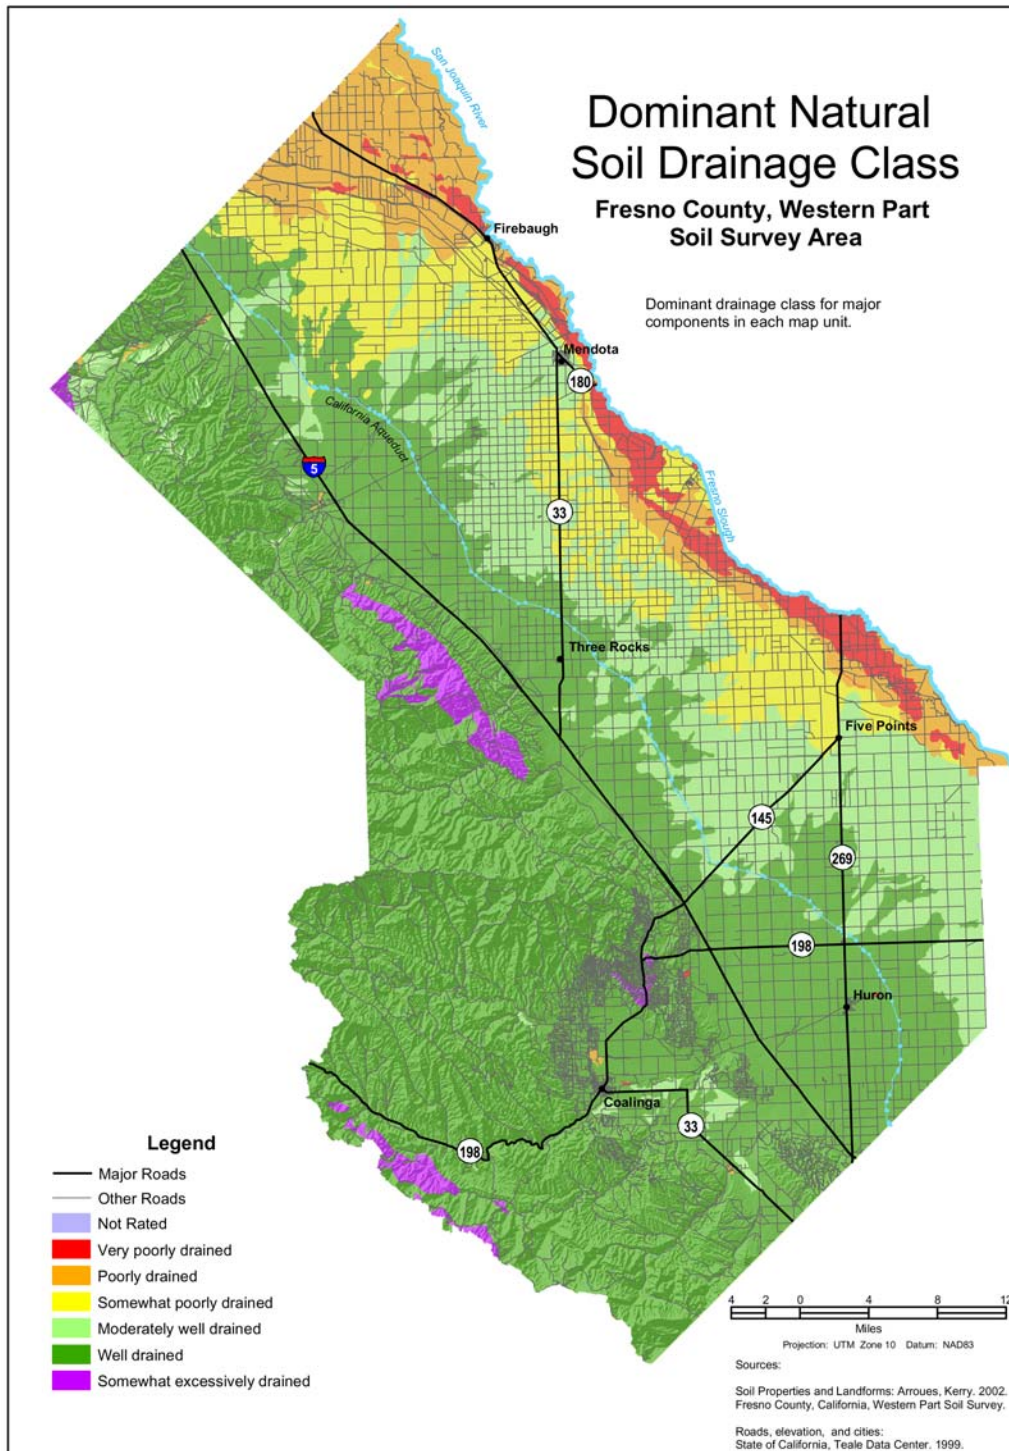 Dominant Natural
Soil Drainage Class
Fresno County, Western Part
Soil Survey Area
Dominant drainage class for major
components in each map unit.
San Joaquin River
Firebaugh
Mendota
180
California Aqueduct
5
Fresno Slough
33
Three Rocks
Five Points
145
269
198
Huron
Coalinga
33
198
Legend
Major Roads
Other Roads
Not Rated
Very poorly drained
Poorly drained
Somewhat poorly drained
Moderately well drained
Well drained
Somewhat excessively drained
4 2 0 4 8 12
Miles
Projection: UTM Zone 10 Datum: NAD83
Sources:
Soil Properties and Landforms: Arroues, Kerry. 2002.
Fresno County, California, Western Part Soil Survey.
Roads, elevation, and cities:
State of California, Teale Data Center. 1999.